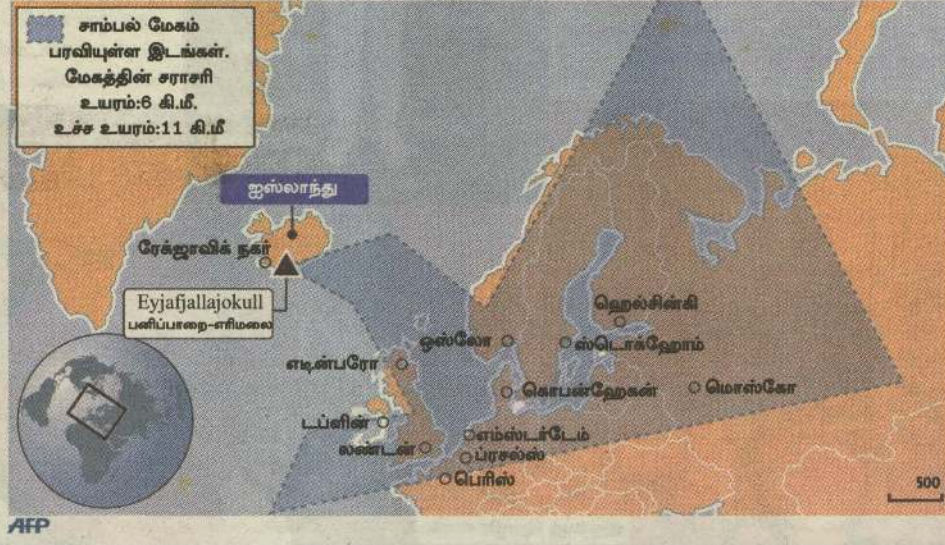 சாம்பல் மேகம்
பரவியுள்ள இடங்கள்.
மேகத்தின் சராசரி
உயரம்:6 கி.மீ.
உச்ச உயரம்:11 கி.மீ
ஐஸ்லாந்து
ரேக்ஜாவிக் நகர்
Eyjafjallajokull
பனிப்பாறை-எரிமலை
ஹெல்சின்கி
ஒஸ்லோ
ஸ்டொக்ஹோம்
எடின்பரோ
கொபன்ஹேகன்
மொஸ்கோ
டப்ளின்
எம்ஸ்டர்டேம்
லண்டன்
ப்ரசல்ஸ்
பெரிஸ்
500
AFP